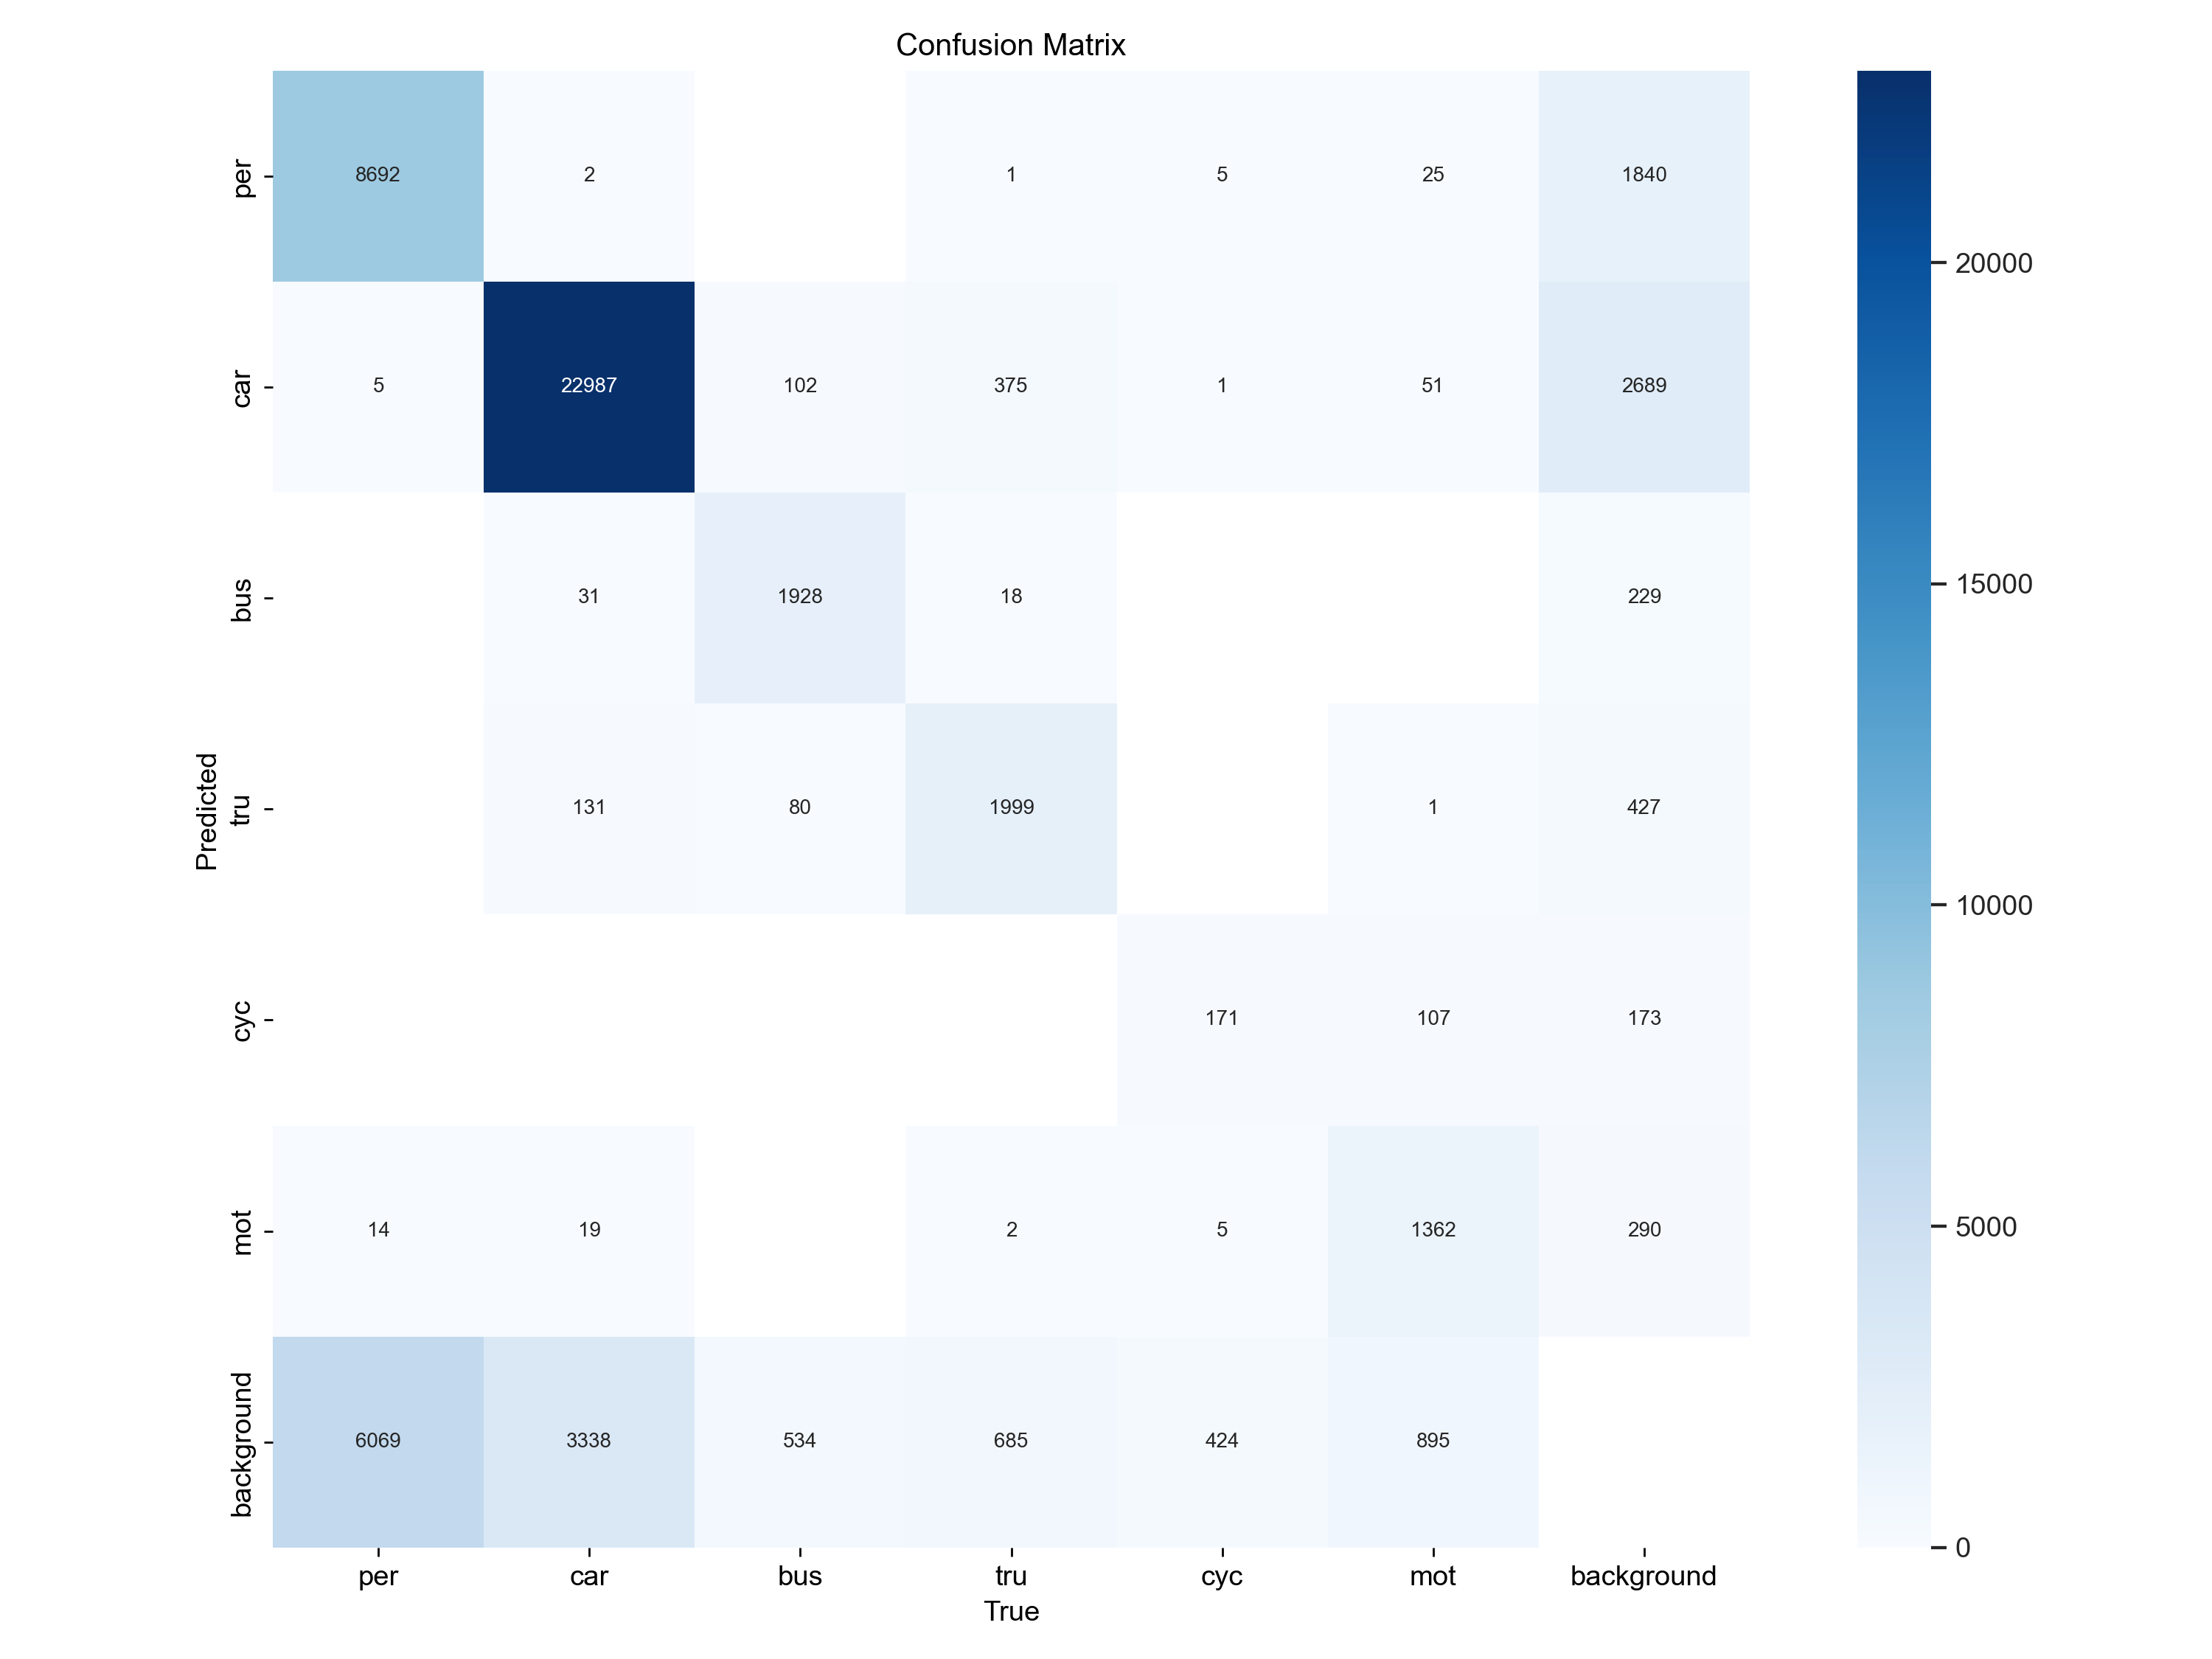 Confusion Matrix
per 8692 2 1 5 25 1840
car 5 22987 102 375 1 51 2689
bus 31 1928 18 229
tru 131 80 1999 1 427
cyc 171 107 173
mot 14 19 2 5 1362 290
background 6069 3338 534 685 424 895
per car bus tru cyc mot background
True
Predicted
20000
15000
10000
5000
0